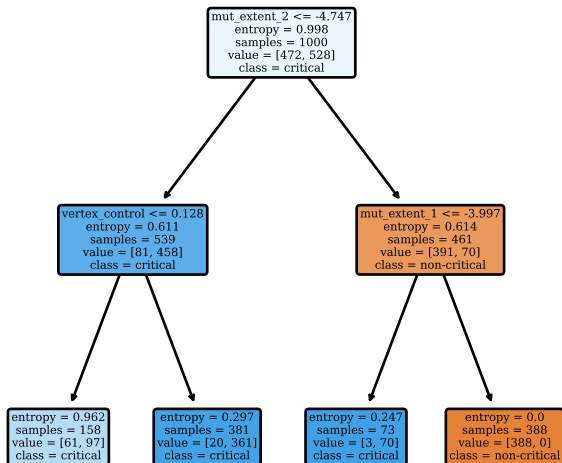 mut_extent_2 <= -4.747
entropy = 0.998
samples = 1000
value = [472, 528]
class = critical
vertex_control <= 0.128
entropy = 0.611
samples = 539
value = [81, 458]
class = critical
mut_extent_1 <= -3.997
entropy = 0.614
samples = 461
value = [391, 70]
class = non-critical
entropy = 0.962
samples = 158
value = [61, 97]
class = critical
entropy = 0.297
samples = 381
value = [20, 361]
class = critical
entropy = 0.247
samples = 73
value = [3, 70]
class = critical
entropy = 0.0
samples = 388
value = [388, 0]
class = non-critical